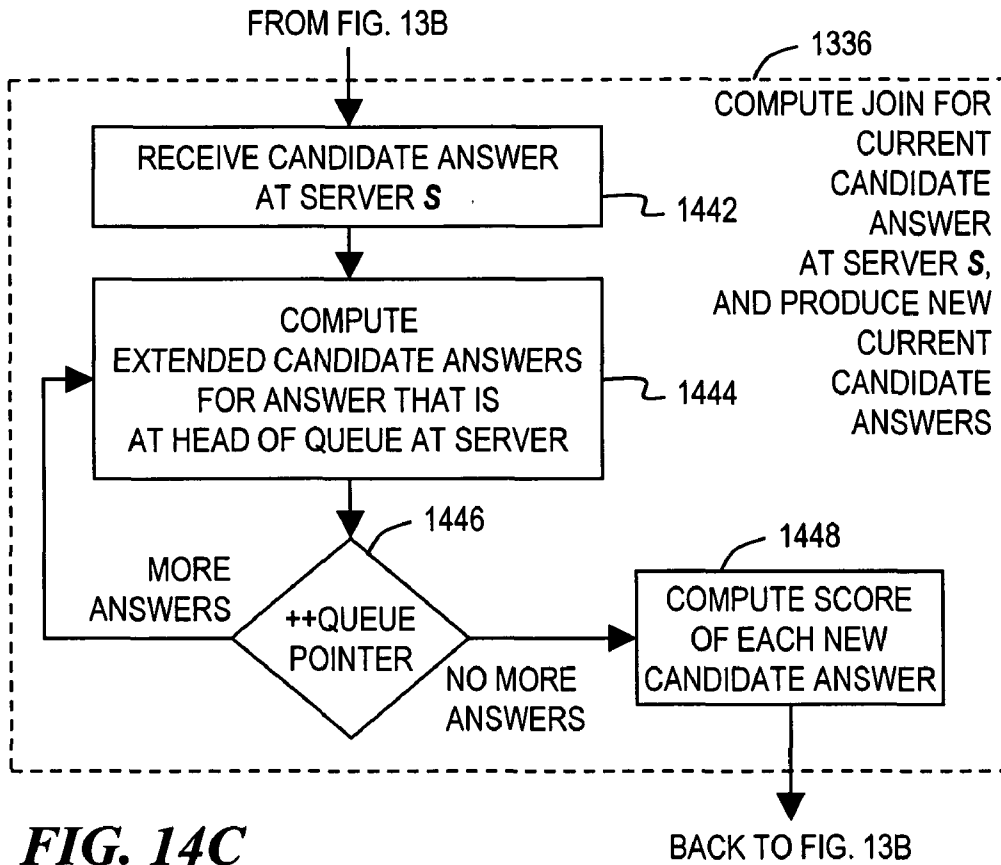 FROM FIG. 13B
1336
COMPUTE JOIN FOR
CURRENT
CANDIDATE
ANSWER
AT SERVER S,
AND PRODUCE NEW
CURRENT
CANDIDATE
ANSWERS
RECEIVE CANDIDATE ANSWER
AT SERVER S
1442
COMPUTE
EXTENDED CANDIDATE ANSWERS
FOR ANSWER THAT IS
AT HEAD OF QUEUE AT SERVER
1444
1446
MORE
ANSWERS
++QUEUE
POINTER
NO MORE
ANSWERS
1448
COMPUTE SCORE
OF EACH NEW
CANDIDATE ANSWER
FIG. 14C
BACK TO FIG. 13B